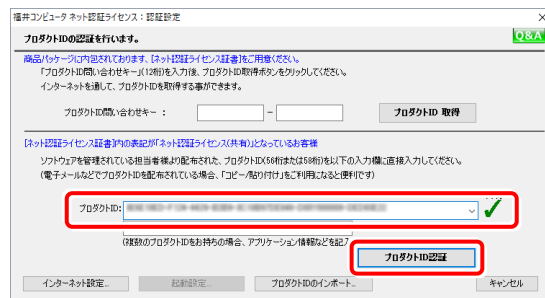 福井コンピュータ ネット認証ライセンス：認証設定
プロダクトIDの認証を行います。
Q&A
商品パッケージに内包されております、[ネット認証ライセンス証書]をご用意ください。
「プロダクトID問い合わせキー」(12桁)を入力後、プロダクトID取得ボタンをクリックしてください。
インターネットを通して、プロダクトIDを取得する事ができます。
プロダクトID問い合わせキー ： - プロダクトID 取得
[ネット認証ライセンス証書]内の表記が「ネット認証ライセンス(共有)」となっているお客様
ソフトウェアを管理されている担当者様より配布された、プロダクトID(56桁または58桁)を以下の入力欄に直接入力してください。
(電子メールなどでプロダクトIDを配布されている場合、「コピー/貼り付け」をご利用になると便利です)
プロダクトID:
(複数のプロダクトIDをお持ちの場合、アプリケーション情報などを記入
プロダクトID認証
インターネット設定... 起動設定... プロダクトIDのインポート... キャンセル